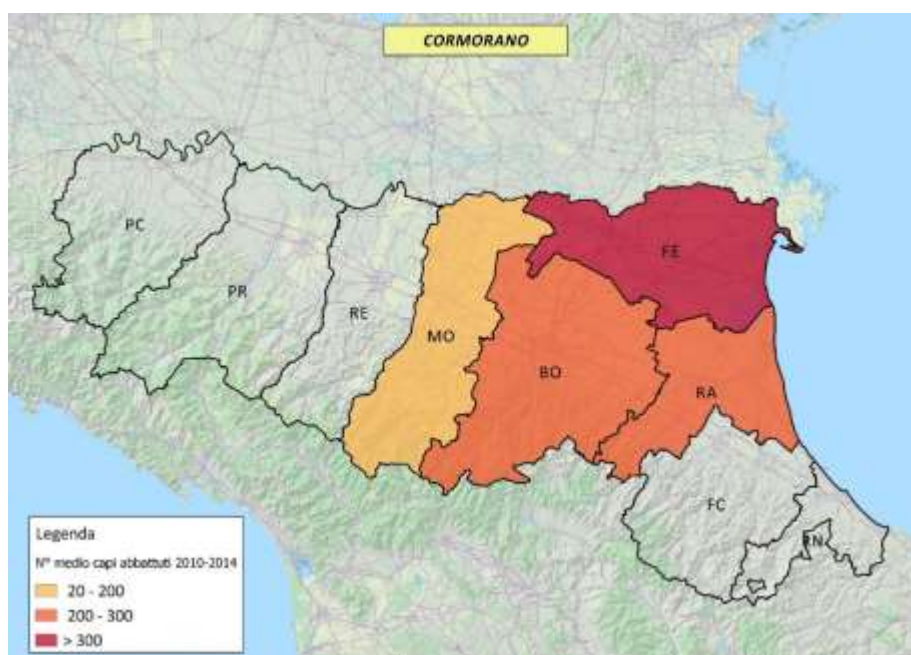 CORMORANO
PC
PR
RE
MO
FE
BO
RA
FC
RN
Legenda
N° medio capi abbattuti 2010-2014
20 - 200
200 - 300
> 300